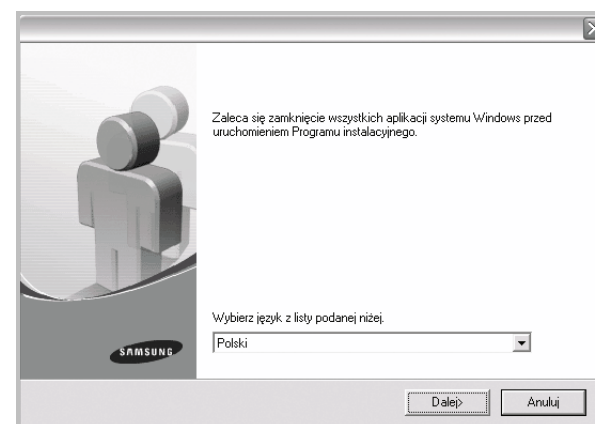 Zaleca się zamknięcie wszystkich aplikacji systemu Windows przed
uruchomieniem Programu instalacyjnego.
Wybierz język z listy podanej niżej.
Polski
SAMSUNG
Dalej>
Anuluj